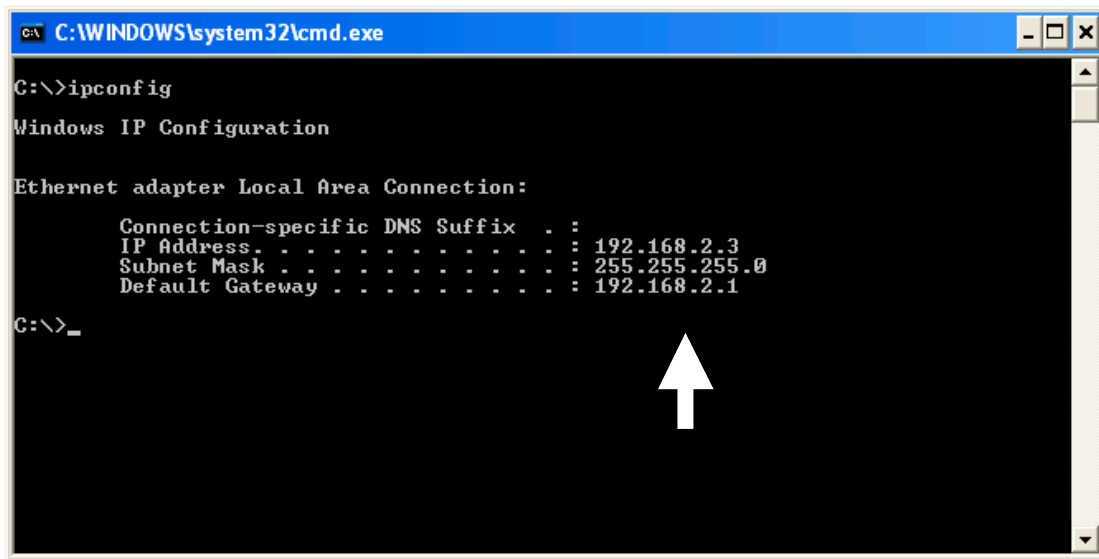 C:\WINDOWS\system32\cmd.exe
C:\>ipconfig
Windows IP Configuration
Ethernet adapter Local Area Connection:
Connection-specific DNS Suffix . :
IP Address. . . . . . . . . . . . : 192.168.2.3
Subnet Mask . . . . . . . . . . . : 255.255.255.0
Default Gateway . . . . . . . . . : 192.168.2.1
C:\>_